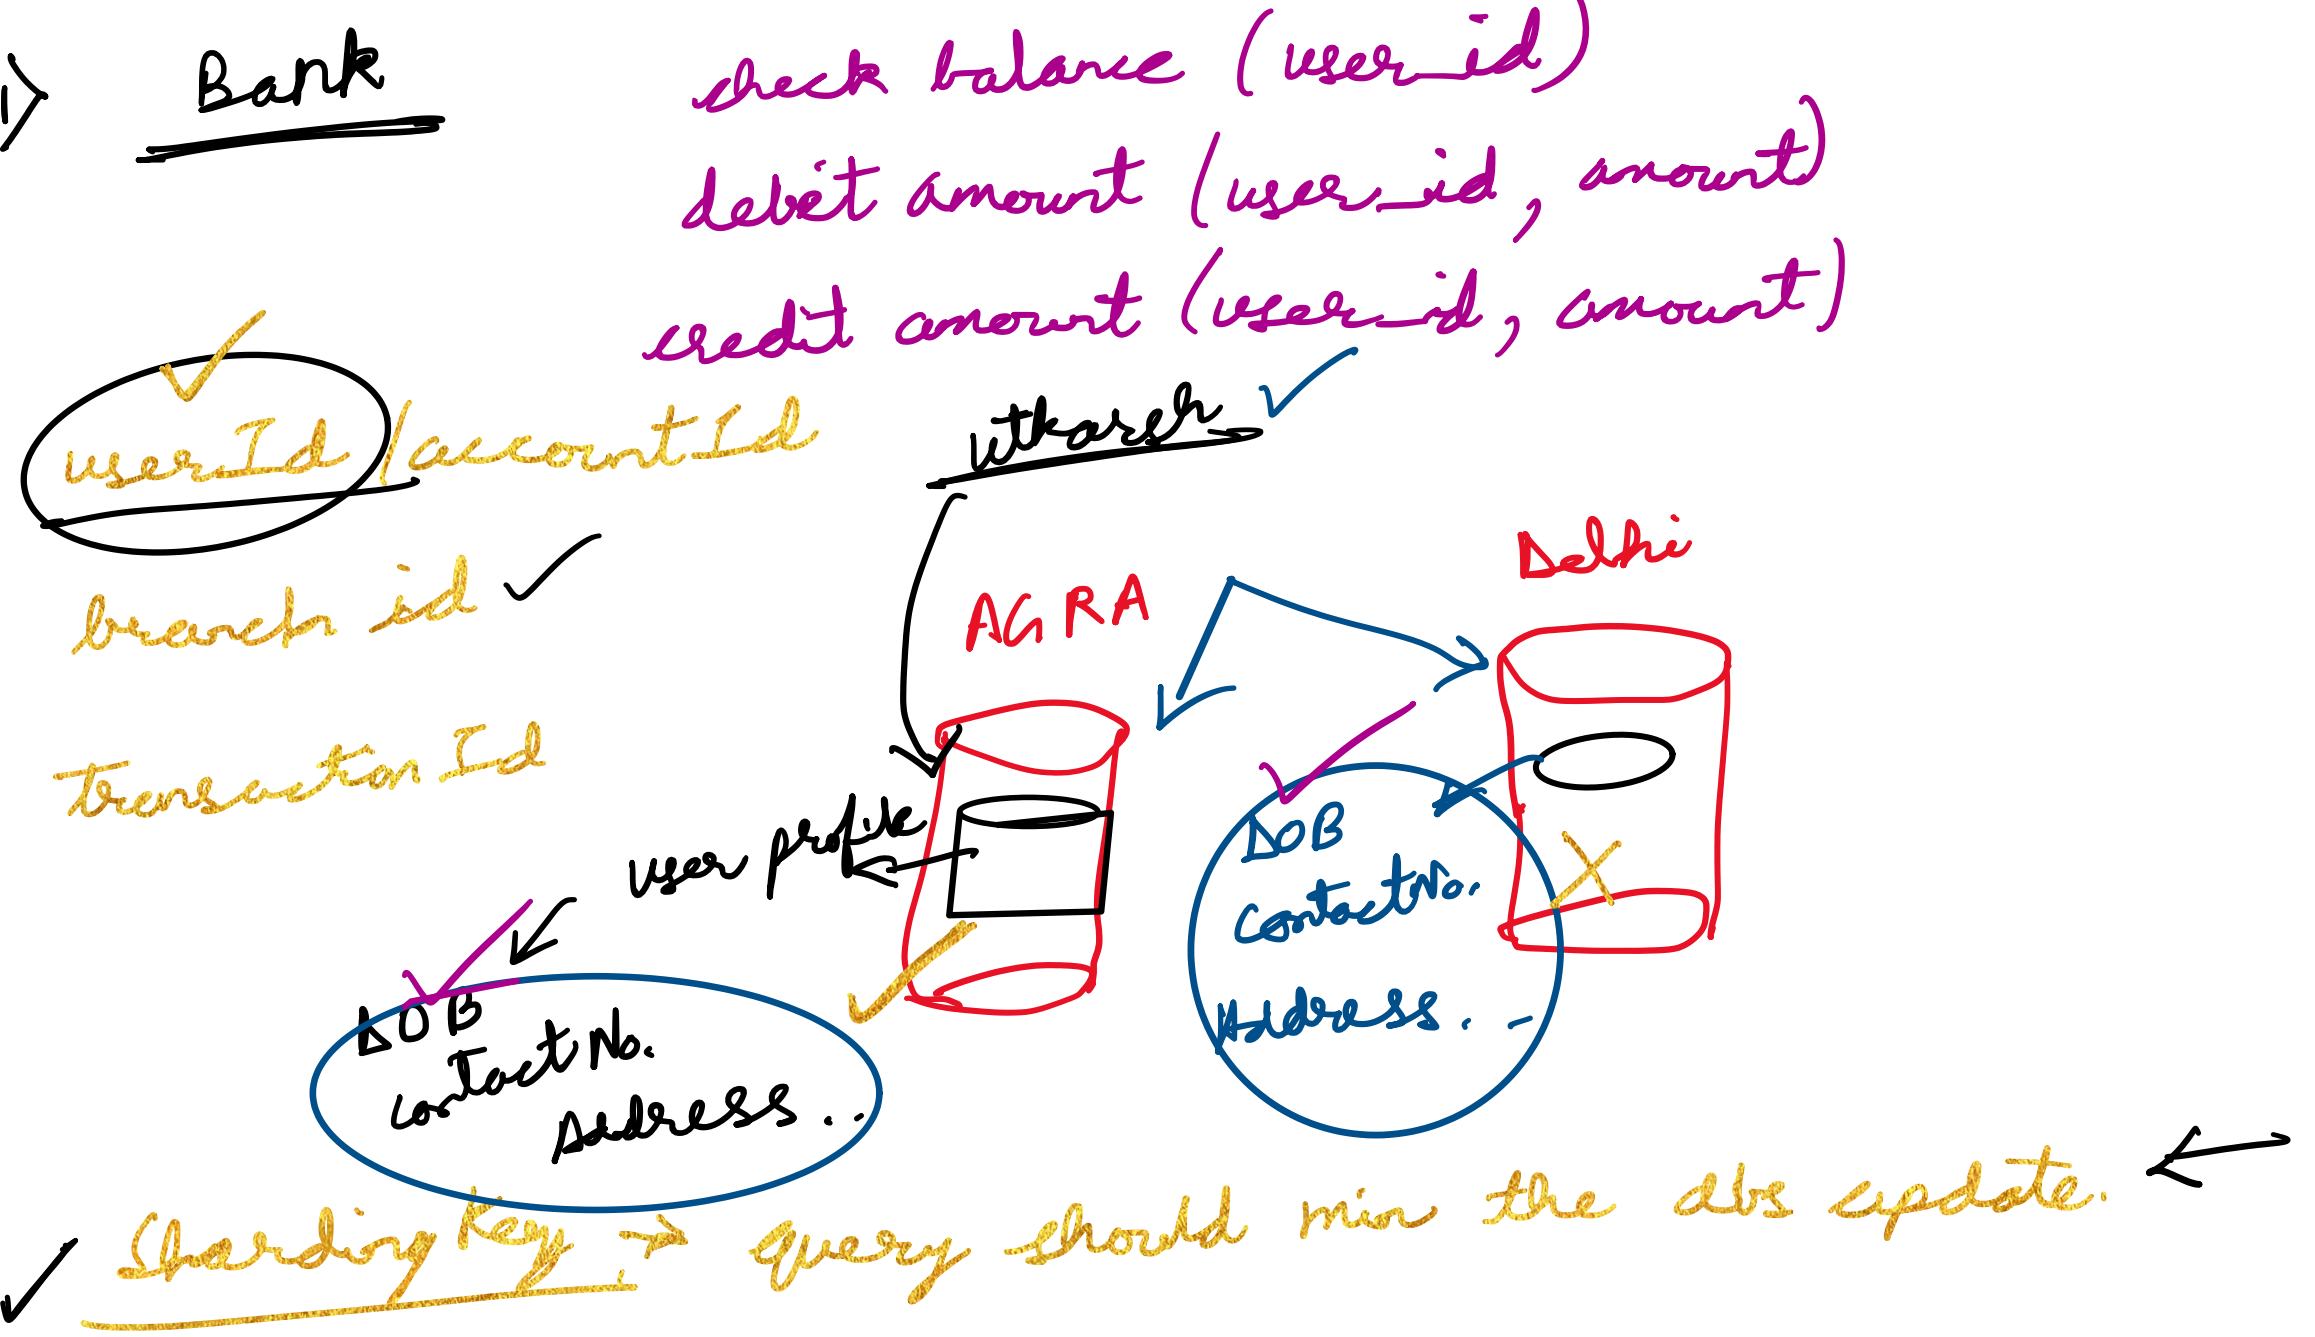 1) Bank
check balance (user_id)
debit amount (user_id, amount)
credit amount (user_id, amount)
userId/accountId
utkarsh
branch id
AGRA
Delhi
transactionId
user profile
DOB
contact No.
Address...
DOB
contact No.
Address...
Sharding Key → query should min the dbs update.